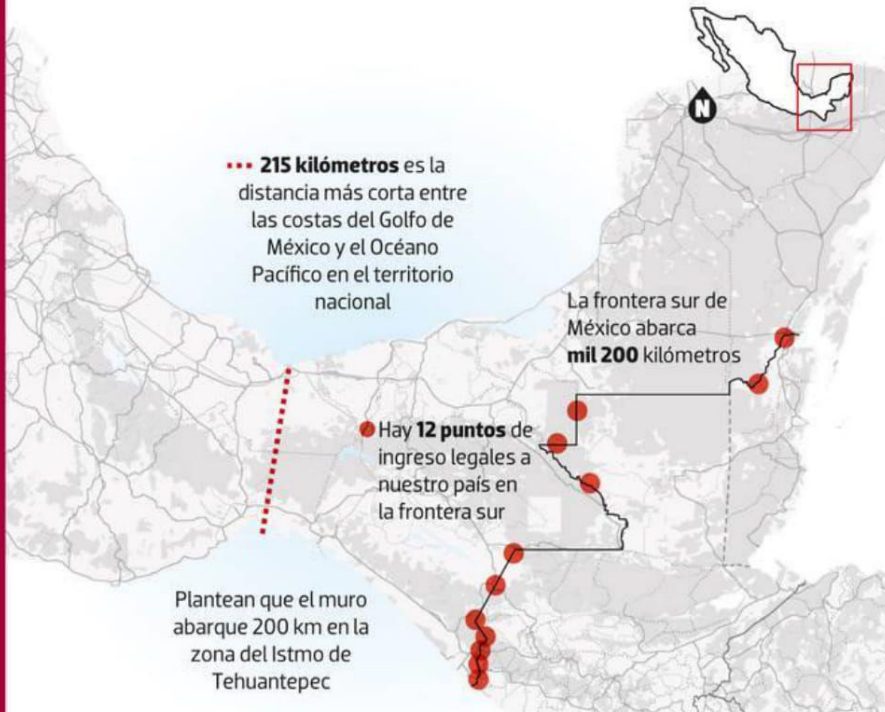 N
215 kilómetros es la
distancia más corta entre
las costas del Golfo de
México y el Océano
Pacífico en el territorio
nacional
La frontera sur de
México abarca
mil 200 kilómetros
Hay 12 puntos de
ingreso legales a
nuestro país en
la frontera sur
Plantean que el muro
abarque 200 km en la
zona del Istmo de
Tehuantepec